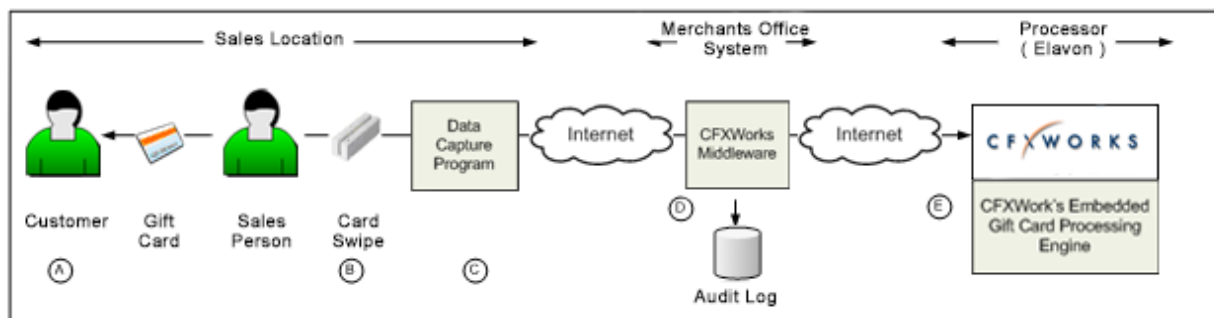 Sales Location
Merchants Office
System
Processor
( Elavon )
Data
Capture
Program
Internet
CFXWorks
Middleware
Internet
CFXWORKS
CFXWork's Embedded
Gift Card Processing
Engine
Customer
Gift
Card
Sales
Person
Card
Swipe
A
B
C
D
E
Audit Log